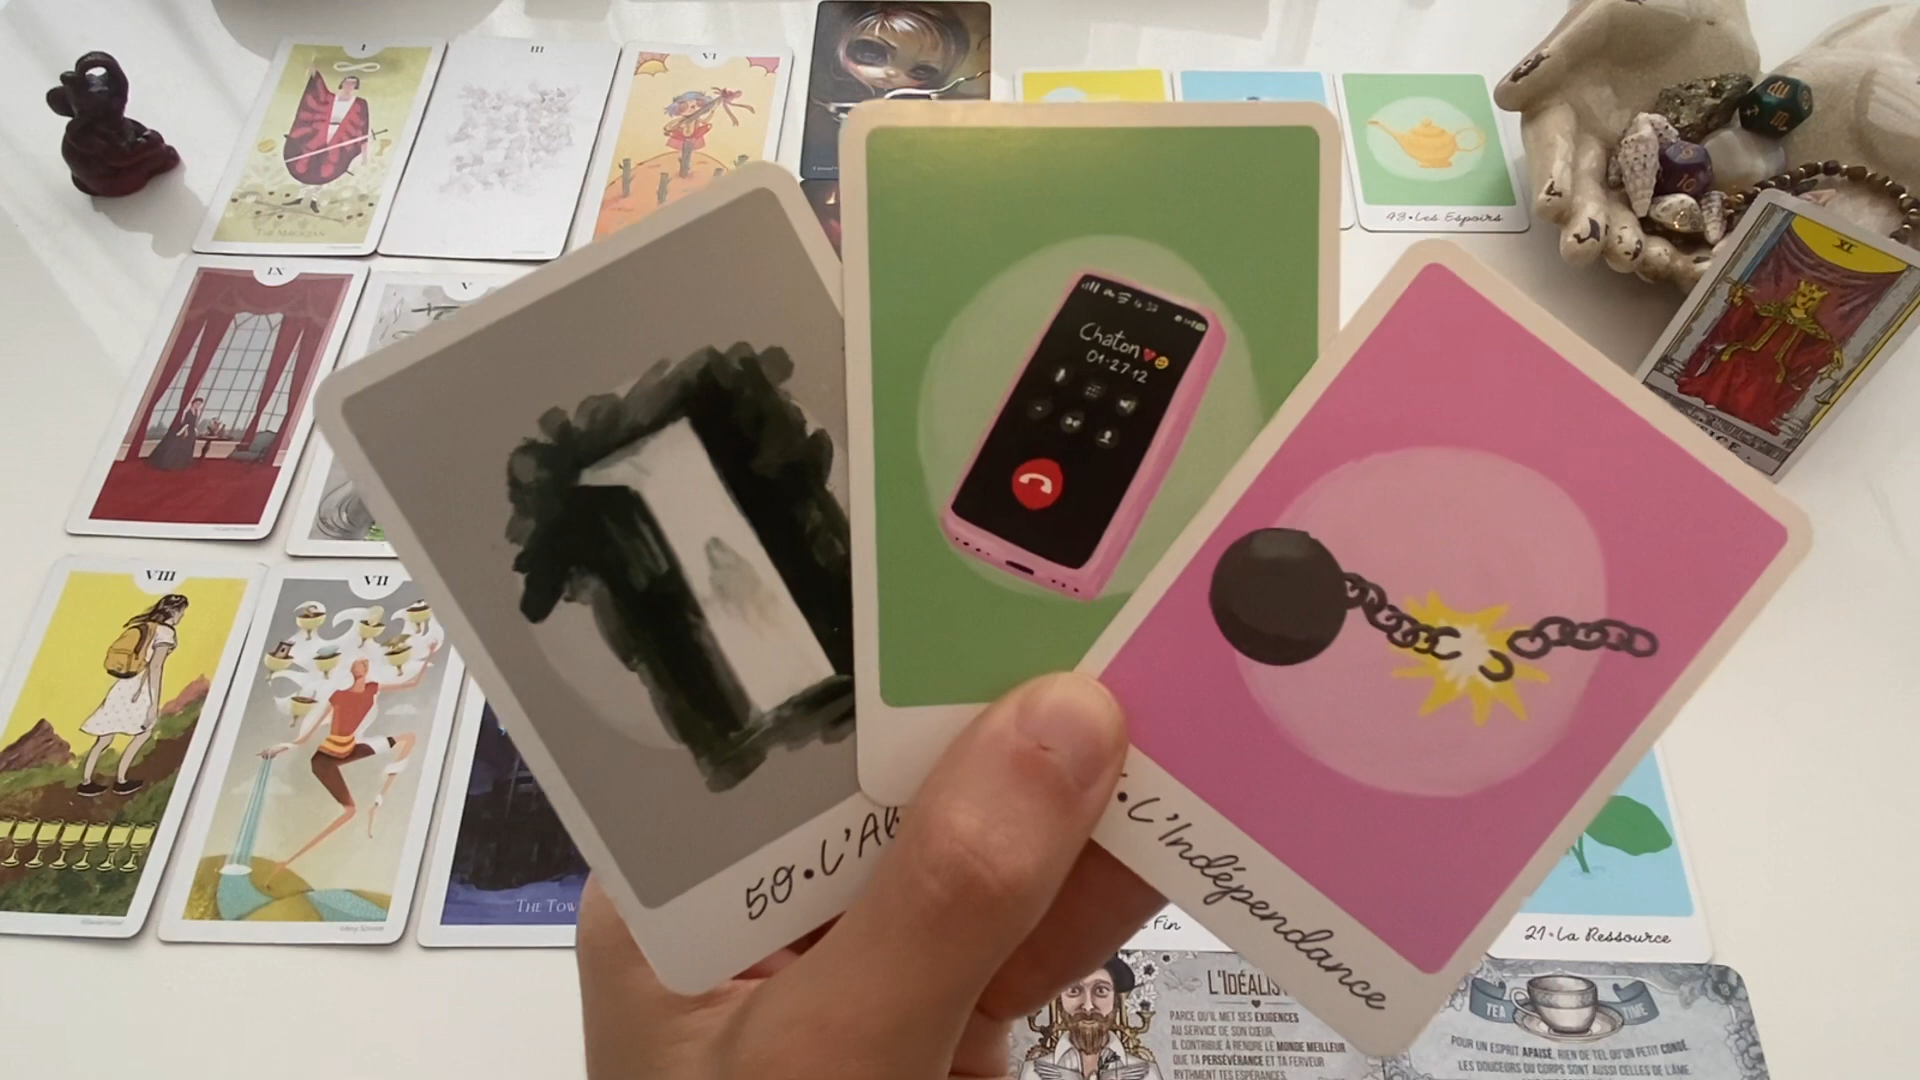 I
III
VI
THE MAGICIAN
43•Les Espoirs
XI
IX
VIII
VII
THE TOW
Chaton
01:27:12
50•L'A
•L'Indépendance
Fin
21•La Ressource
L'IDÉALIS
PARCE QU'IL MET SES EXIGENCES
AU SERVICE DE SON CŒUR,
IL CONTRIBUE À RENDRE LE MONDE MEILLEUR.
QUE TA PERSÉVÉRANCE ET TA FERVEUR
RYTHMENT TES ESPÉRANCES.
TEA TIME
POUR UN ESPRIT APAISÉ, RIEN DE TEL QU'UN PETIT CONGÉ.
LES DOUCEURS DU CORPS SONT AUSSI CELLES DE L'ÂME.